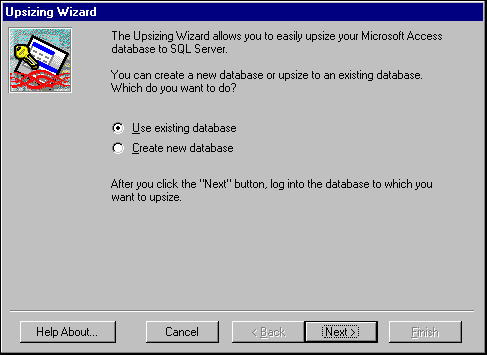 Upsizing Wizard
The Upsizing Wizard allows you to easily upsize your Microsoft Access
database to SQL Server.
You can create a new database or upsize to an existing database.
Which do you want to do?
Use existing database
Create new database
After you click the "Next" button, log into the database to which you
want to upsize.
Help About...
Cancel
< Back
Next >
Finish